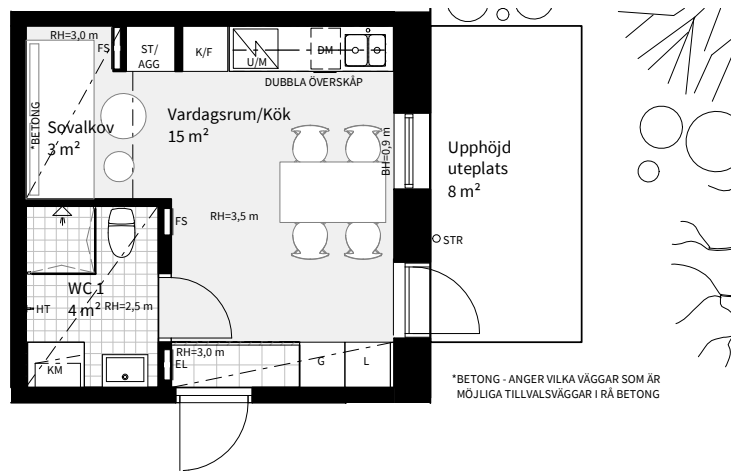 RH=3,0 m
FS
ST/
AGG
K/F
U/M
DM
DUBBLA ÖVERSKÅP
*BETONG
Sovalkov
3 m²
Vardagsrum/Kök
15 m²
BH=0,9 m
Upphöjd
uteplats
8 m²
RH=3,5 m
FS
STR
WC 1
4 m²
RH=2,5 m
HT
RH=3,0 m
EL
KM
G
L
*BETONG - ANGER VILKA VÄGGAR SOM ÄR
MÖJLIGA TILLVALSVÄGGAR I RÅ BETONG